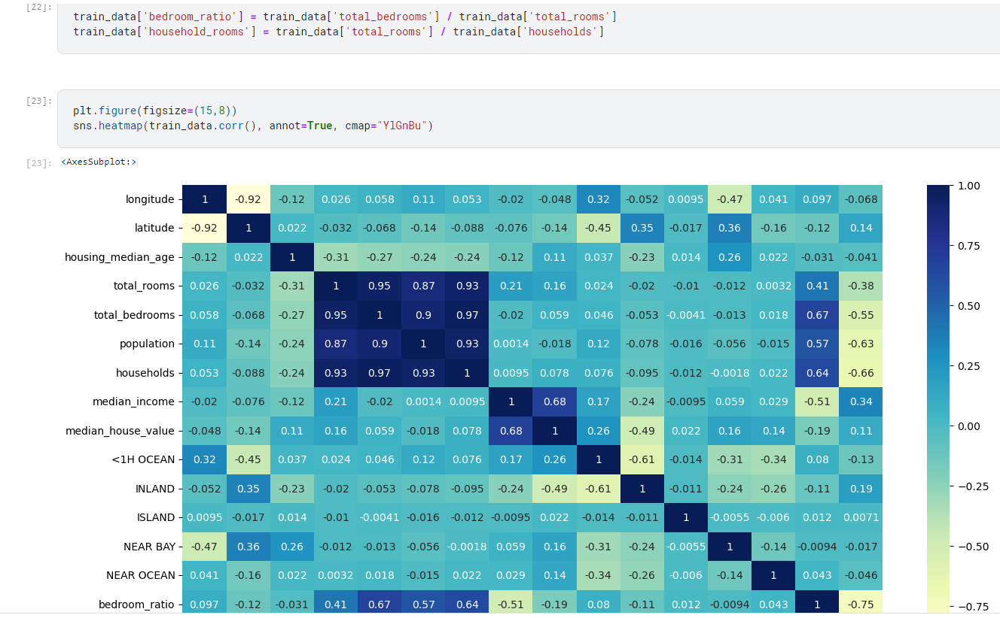 [22]:
train_data['bedroom_ratio'] = train_data['total_bedrooms'] / train_data['total_rooms']
train_data['household_rooms'] = train_data['total_rooms'] / train_data['households']
[23]:
plt.figure(figsize=(15,8))
sns.heatmap(train_data.corr(), annot=True, cmap="YlGnBu")
[23]: <AxesSubplot:>
longitude 1 -0.92 -0.12 0.026 0.058 0.11 0.053 -0.02 -0.048 0.32 -0.052 0.0095 -0.47 0.041 0.097 -0.068
latitude -0.92 1 0.022 -0.032 -0.068 -0.14 -0.088 -0.076 -0.14 -0.45 0.35 -0.017 0.36 -0.16 -0.12 0.14
housing_median_age -0.12 0.022 1 -0.31 -0.27 -0.24 -0.24 -0.12 0.11 0.037 -0.23 0.014 0.26 0.022 -0.031 -0.041
total_rooms 0.026 -0.032 -0.31 1 0.95 0.87 0.93 0.21 0.16 0.024 -0.02 -0.01 -0.012 0.0032 0.41 -0.38
total_bedrooms 0.058 -0.068 -0.27 0.95 1 0.9 0.97 -0.02 0.059 0.046 -0.053 -0.0041 -0.013 0.018 0.67 -0.55
population 0.11 -0.14 -0.24 0.87 0.9 1 0.93 0.0014 -0.018 0.12 -0.078 -0.016 -0.056 -0.015 0.57 -0.63
households 0.053 -0.088 -0.24 0.93 0.97 0.93 1 0.0095 0.078 0.076 -0.095 -0.012 -0.0018 0.022 0.64 -0.66
median_income -0.02 -0.076 -0.12 0.21 -0.02 0.0014 0.0095 1 0.68 0.17 -0.24 -0.0095 0.059 0.029 -0.51 0.34
median_house_value -0.048 -0.14 0.11 0.16 0.059 -0.018 0.078 0.68 1 0.26 -0.49 0.022 0.16 0.14 -0.19 0.11
<1H OCEAN 0.32 -0.45 0.037 0.024 0.046 0.12 0.076 0.17 0.26 1 -0.61 -0.014 -0.31 -0.34 0.08 -0.13
INLAND -0.052 0.35 -0.23 -0.02 -0.053 -0.078 -0.095 -0.24 -0.49 -0.61 1 -0.011 -0.24 -0.26 -0.11 0.19
ISLAND 0.0095 -0.017 0.014 -0.01 -0.0041 -0.016 -0.012 -0.0095 0.022 -0.014 -0.011 1 -0.0055 -0.006 0.012 0.0071
NEAR BAY -0.47 0.36 0.26 -0.012 -0.013 -0.056 -0.0018 0.059 0.16 -0.31 -0.24 -0.0055 1 -0.14 -0.0094 -0.017
NEAR OCEAN 0.041 -0.16 0.022 0.0032 0.018 -0.015 0.022 0.029 0.14 -0.34 -0.26 -0.006 -0.14 1 0.043 -0.046
bedroom_ratio 0.097 -0.12 -0.031 0.41 0.67 0.57 0.64 -0.51 -0.19 0.08 -0.11 0.012 -0.0094 0.043 1 -0.75
1.00
0.75
0.50
0.25
0.00
−0.25
−0.50
−0.75